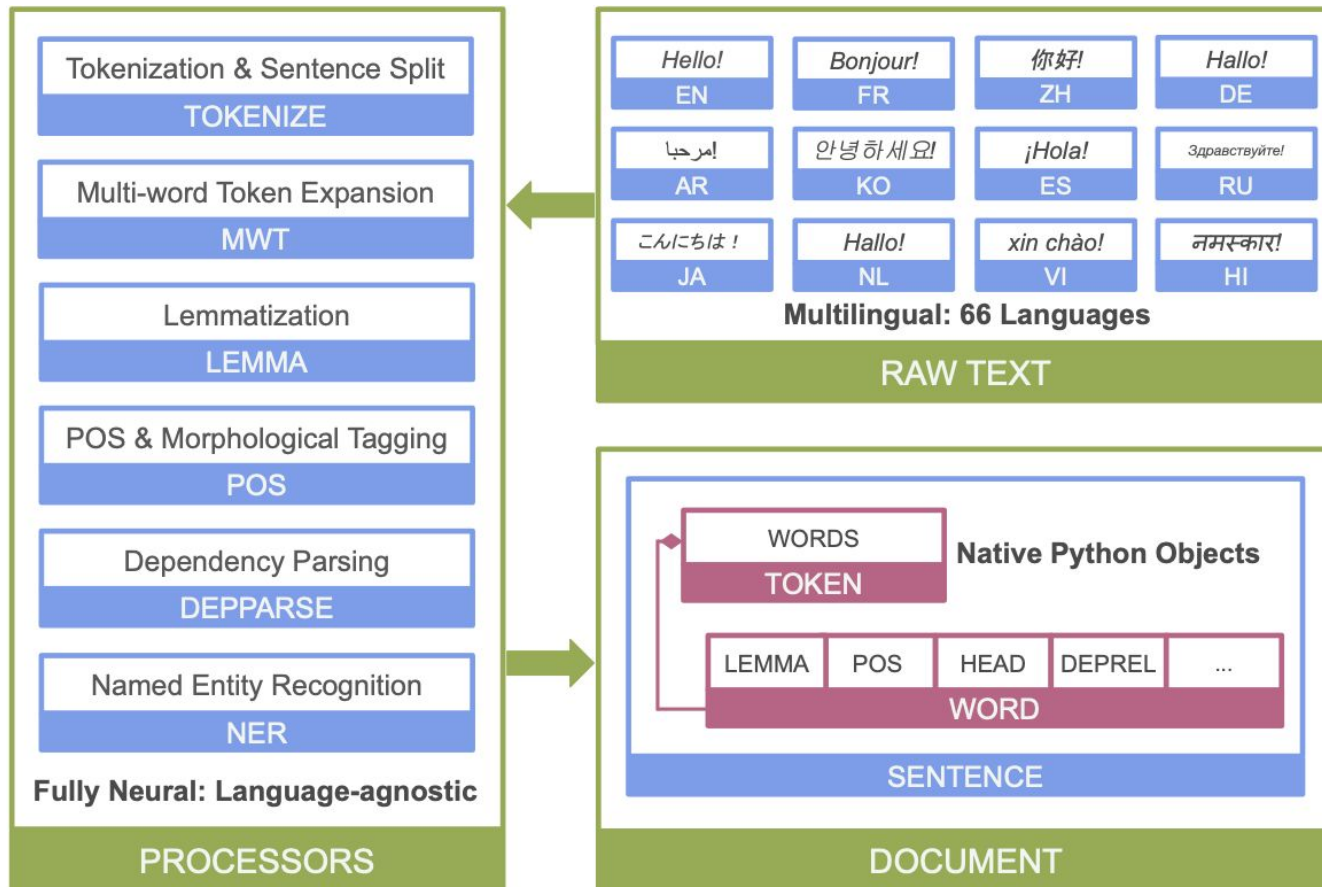 Tokenization & Sentence Split
TOKENIZE
Multi-word Token Expansion
MWT
Lemmatization
LEMMA
POS & Morphological Tagging
POS
Dependency Parsing
DEPPARSE
Named Entity Recognition
NER
Fully Neural: Language-agnostic
PROCESSORS
Hello!
EN
Bonjour!
FR
你好!
ZH
Hallo!
DE
مرحبا!
AR
안녕하세요!
KO
¡Hola!
ES
Здравствуйте!
RU
こんにちは！
JA
Hallo!
NL
xin chào!
VI
नमस्कार!
HI
Multilingual: 66 Languages
RAW TEXT
WORDS
TOKEN
Native Python Objects
LEMMA POS HEAD DEPREL ...
WORD
SENTENCE
DOCUMENT